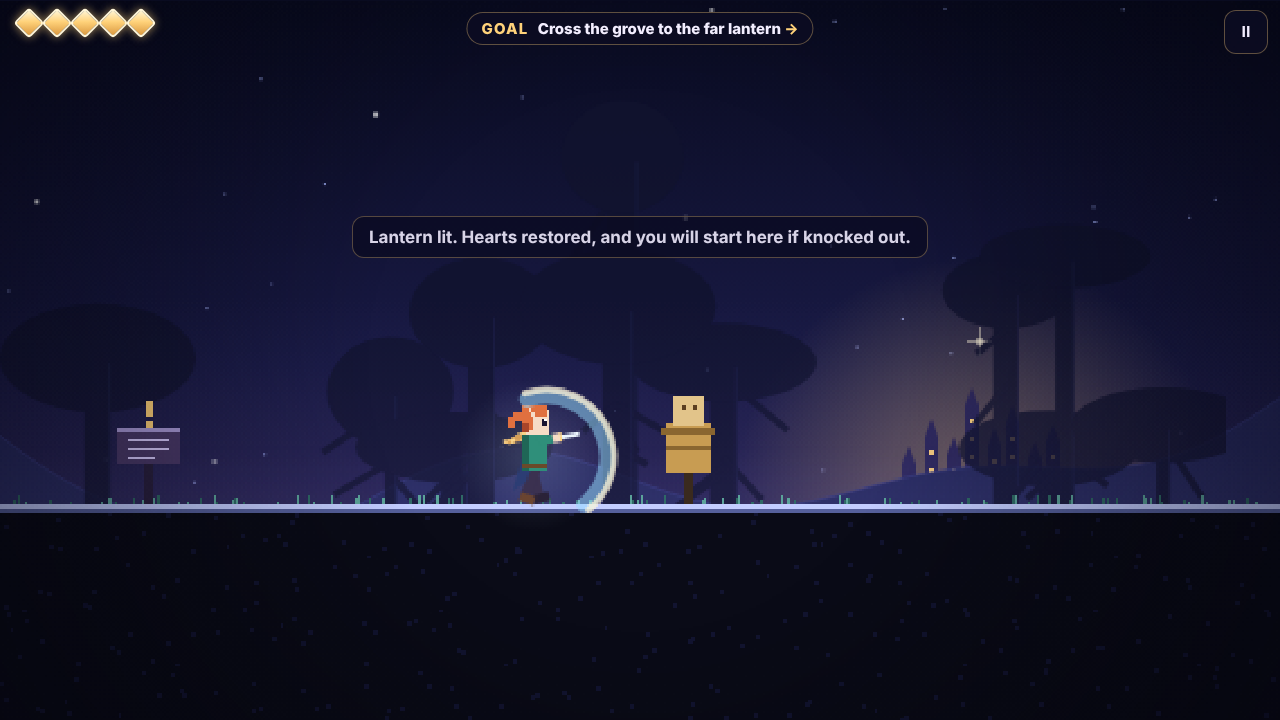 GOAL Cross the grove to the far lantern →
Lantern lit. Hearts restored, and you will start here if knocked out.